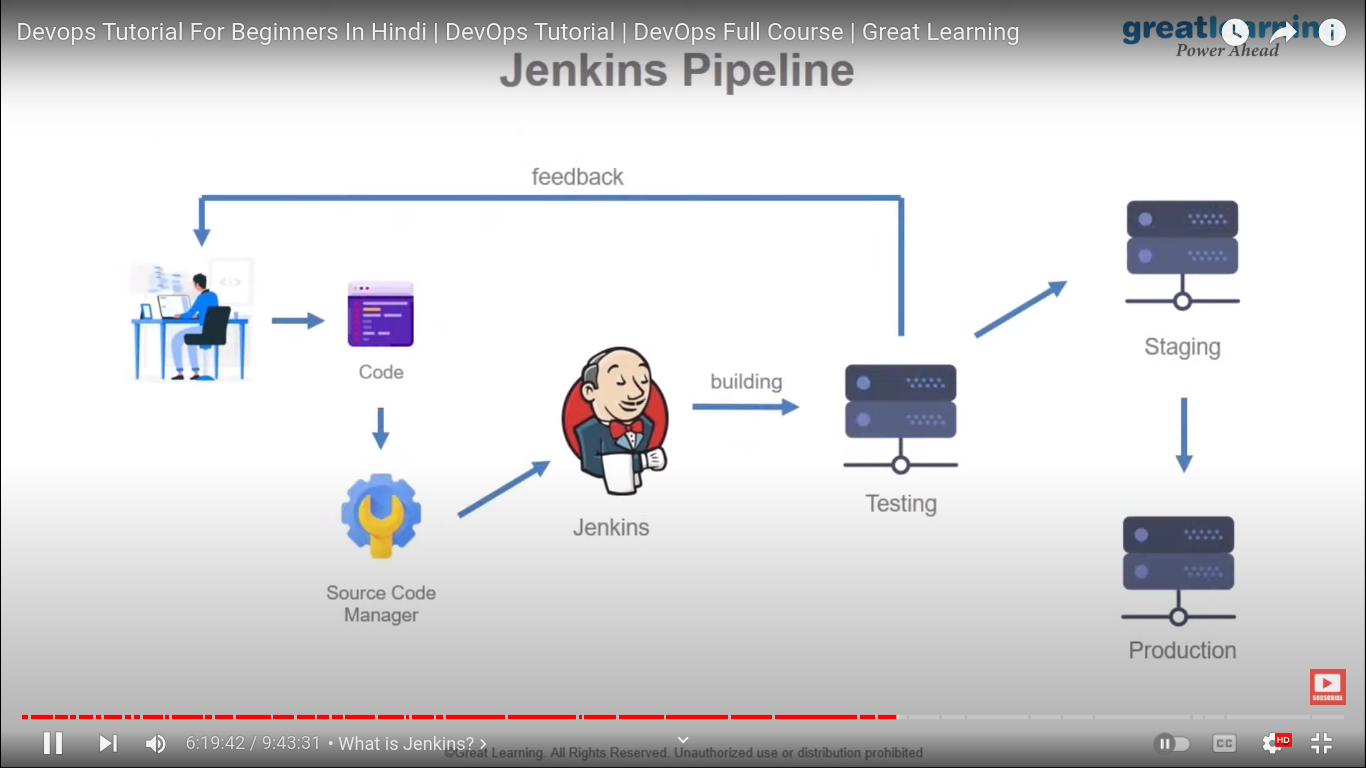 Devops Tutorial For Beginners In Hindi | DevOps Tutorial | DevOps Full Course | Great Learning
greatlearning
Power Ahead
Jenkins Pipeline
feedback
Code
building
Staging
Testing
Jenkins
Source Code
Manager
Production
SUBSCRIBE
6:19:42 / 9:43:31 • What is Jenkins? ›
CC
HD
©Great Learning. All Rights Reserved. Unauthorized use or distribution prohibited